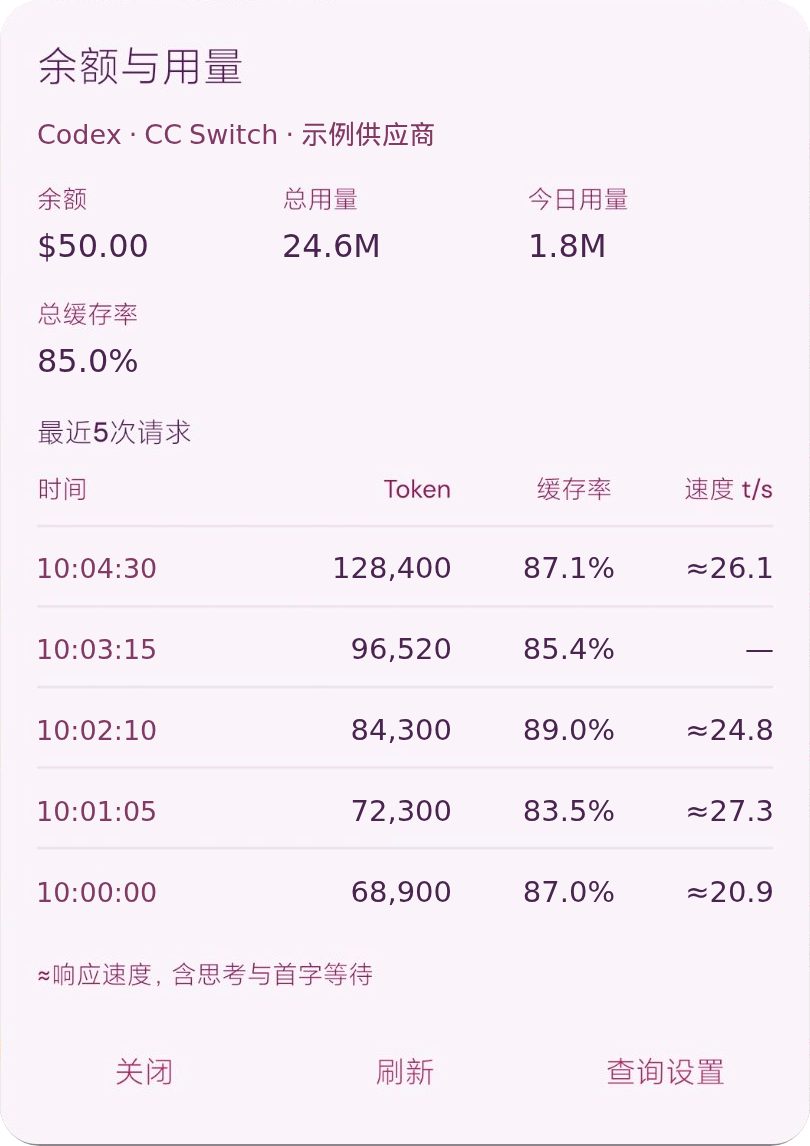 余额与用量
Codex · CC Switch · 示例供应商
余额 总用量 今日用量
$50.00 24.6M 1.8M
总缓存率
85.0%
最近5次请求
时间 Token 缓存率 速度 t/s
10:04:30 128,400 87.1% ≈26.1
10:03:15 96,520 85.4% —
10:02:10 84,300 89.0% ≈24.8
10:01:05 72,300 83.5% ≈27.3
10:00:00 68,900 87.0% ≈20.9
≈响应速度, 含思考与首字等待
关闭 刷新 查询设置